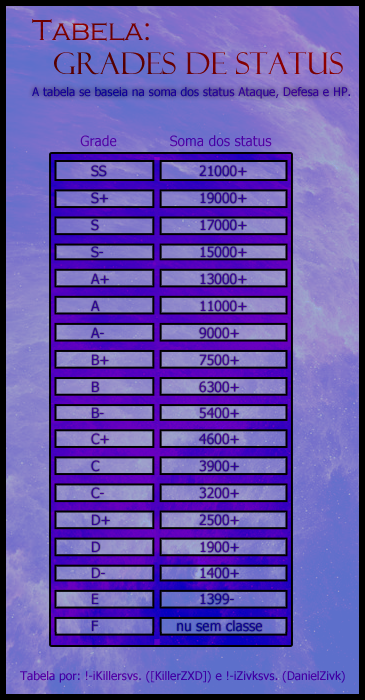 Tabela:
Grades de Status
A tabela se baseia na soma dos status Ataque, Defesa e HP.
Grade Soma dos status
SS 21000+
S+ 19000+
S 17000+
S- 15000+
A+ 13000+
A 11000+
A- 9000+
B+ 7500+
B 6300+
B- 5400+
C+ 4600+
C 3900+
C- 3200+
D+ 2500+
D 1900+
D- 1400+
E 1399-
F nu sem classe
Tabela por: !-iKillersvs. ([KillerZXD]) e !-iZivksvs. (DanielZivk)